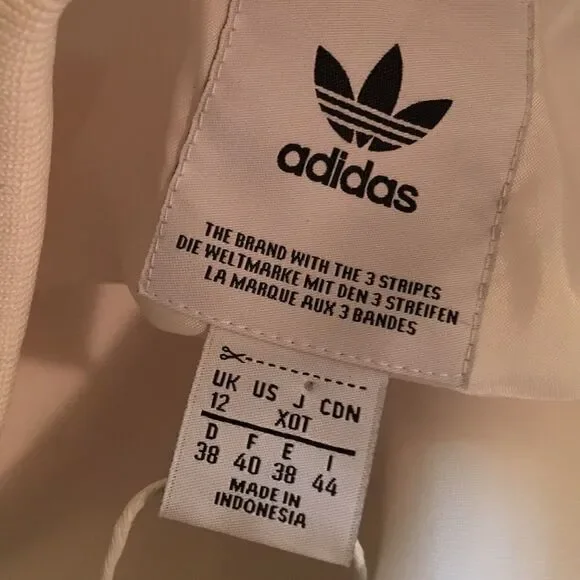 adidas
THE BRAND WITH THE 3 STRIPES
DIE WELTMARKE MIT DEN 3 STREIFEN
LA MARQUE AUX 3 BANDES
UK US J CDN
12 XOT
D F E I
38 40 38 44
MADE IN
INDONESIA